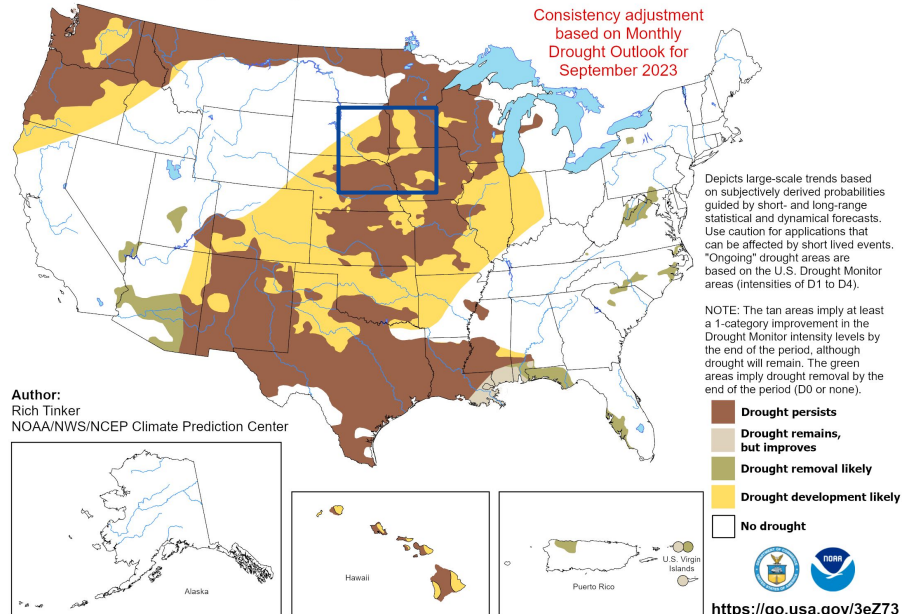 Consistency adjustment
based on Monthly
Drought Outlook for
September 2023
Depicts large-scale trends based
on subjectively derived probabilities
guided by short- and long-range
statistical and dynamical forecasts.
Use caution for applications that
can be affected by short lived events.
"Ongoing" drought areas are
based on the U.S. Drought Monitor
areas (intensities of D1 to D4).
NOTE: The tan areas imply at least
a 1-category improvement in the
Drought Monitor intensity levels by
the end of the period, although
drought will remain. The green
areas imply drought removal by the
end of the period (D0 or none).
Author:
Rich Tinker
NOAA/NWS/NCEP Climate Prediction Center
Drought persists
Drought remains,
but improves
Drought removal likely
Drought development likely
No drought
Alaska
Hawaii
Puerto Rico
U.S. Virgin
Islands
NOAA
https://go.usa.gov/3eZ73